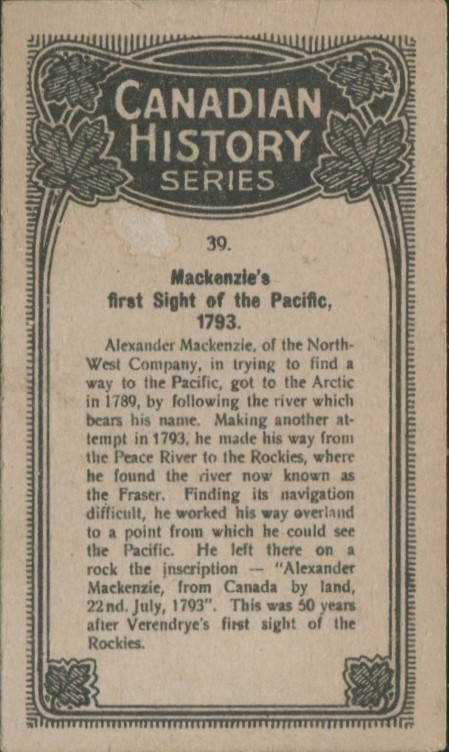 CANADIAN
HISTORY
SERIES
39.
Mackenzie's
first Sight of the Pacific,
1793.
Alexander Mackenzie, of the North-
West Company, in trying to find a
way to the Pacific, got to the Arctic
in 1789, by following the river which
bears his name. Making another at-
tempt in 1793, he made his way from
the Peace River to the Rockies, where
he found the river now known as
the Fraser. Finding its navigation
difficult, he worked his way overland
to a point from which he could see
the Pacific. He left there on a
rock the inscription — "Alexander
Mackenzie, from Canada by land,
22nd. July, 1793". This was 50 years
after Verendrye's first sight of the
Rockies.